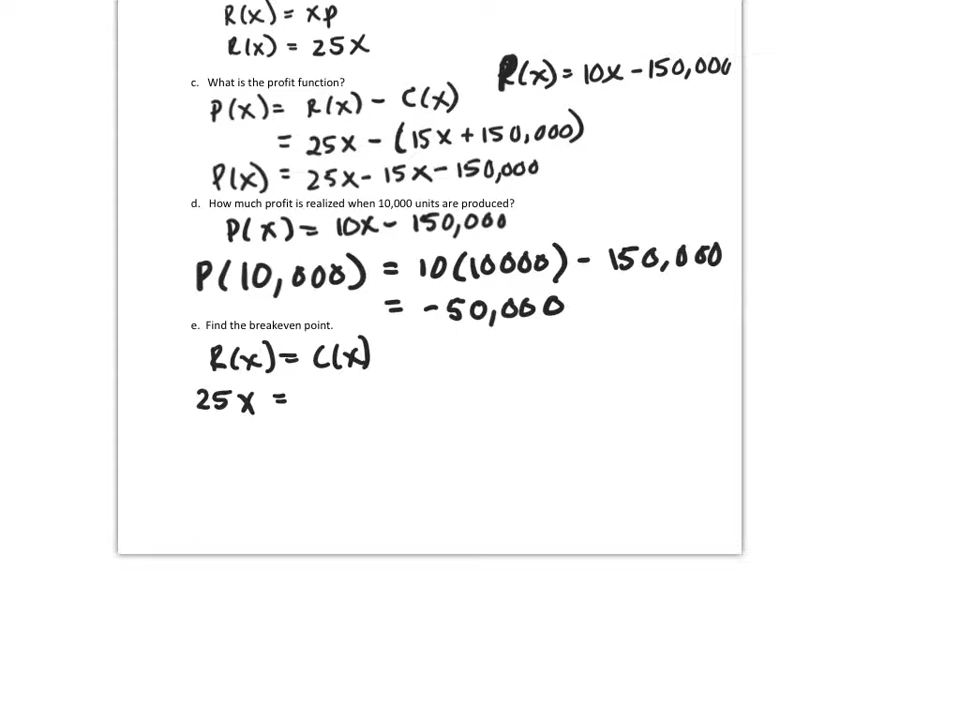 R(x) = xp
R(x) = 25x
c. What is the profit function?
P(x) = 10x - 150,000
P(x) = R(x) - C(x)
= 25x - (15x + 150,000)
P(x) = 25x - 15x - 150,000
d. How much profit is realized when 10,000 units are produced?
P(x) = 10x - 150,000
P(10,000) = 10(10000) - 150,000
= -50,000
e. Find the breakeven point.
R(x) = C(x)
25x =